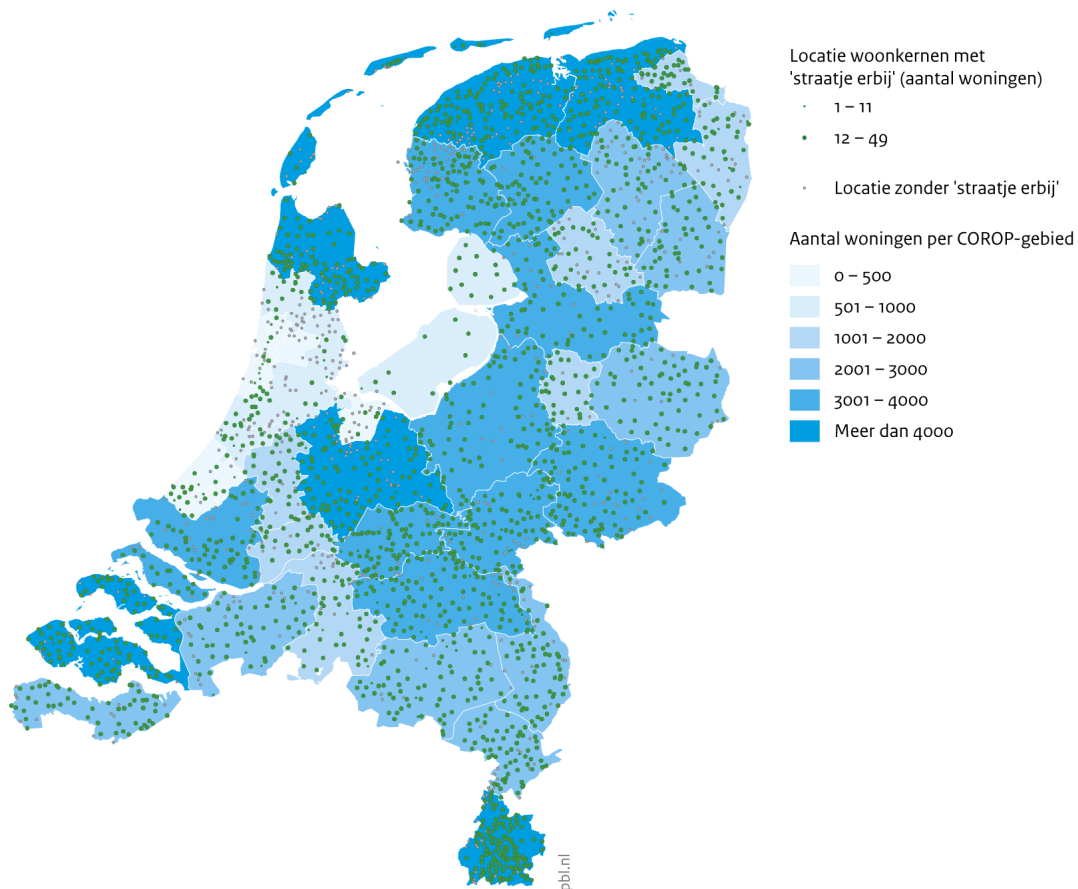 Locatie woonkernen met
'straatje erbij' (aantal woningen)
1 – 11
12 – 49
Locatie zonder 'straatje erbij'
Aantal woningen per COROP-gebied
0 – 500
501 – 1000
1001 – 2000
2001 – 3000
3001 – 4000
Meer dan 4000
pbl.nl